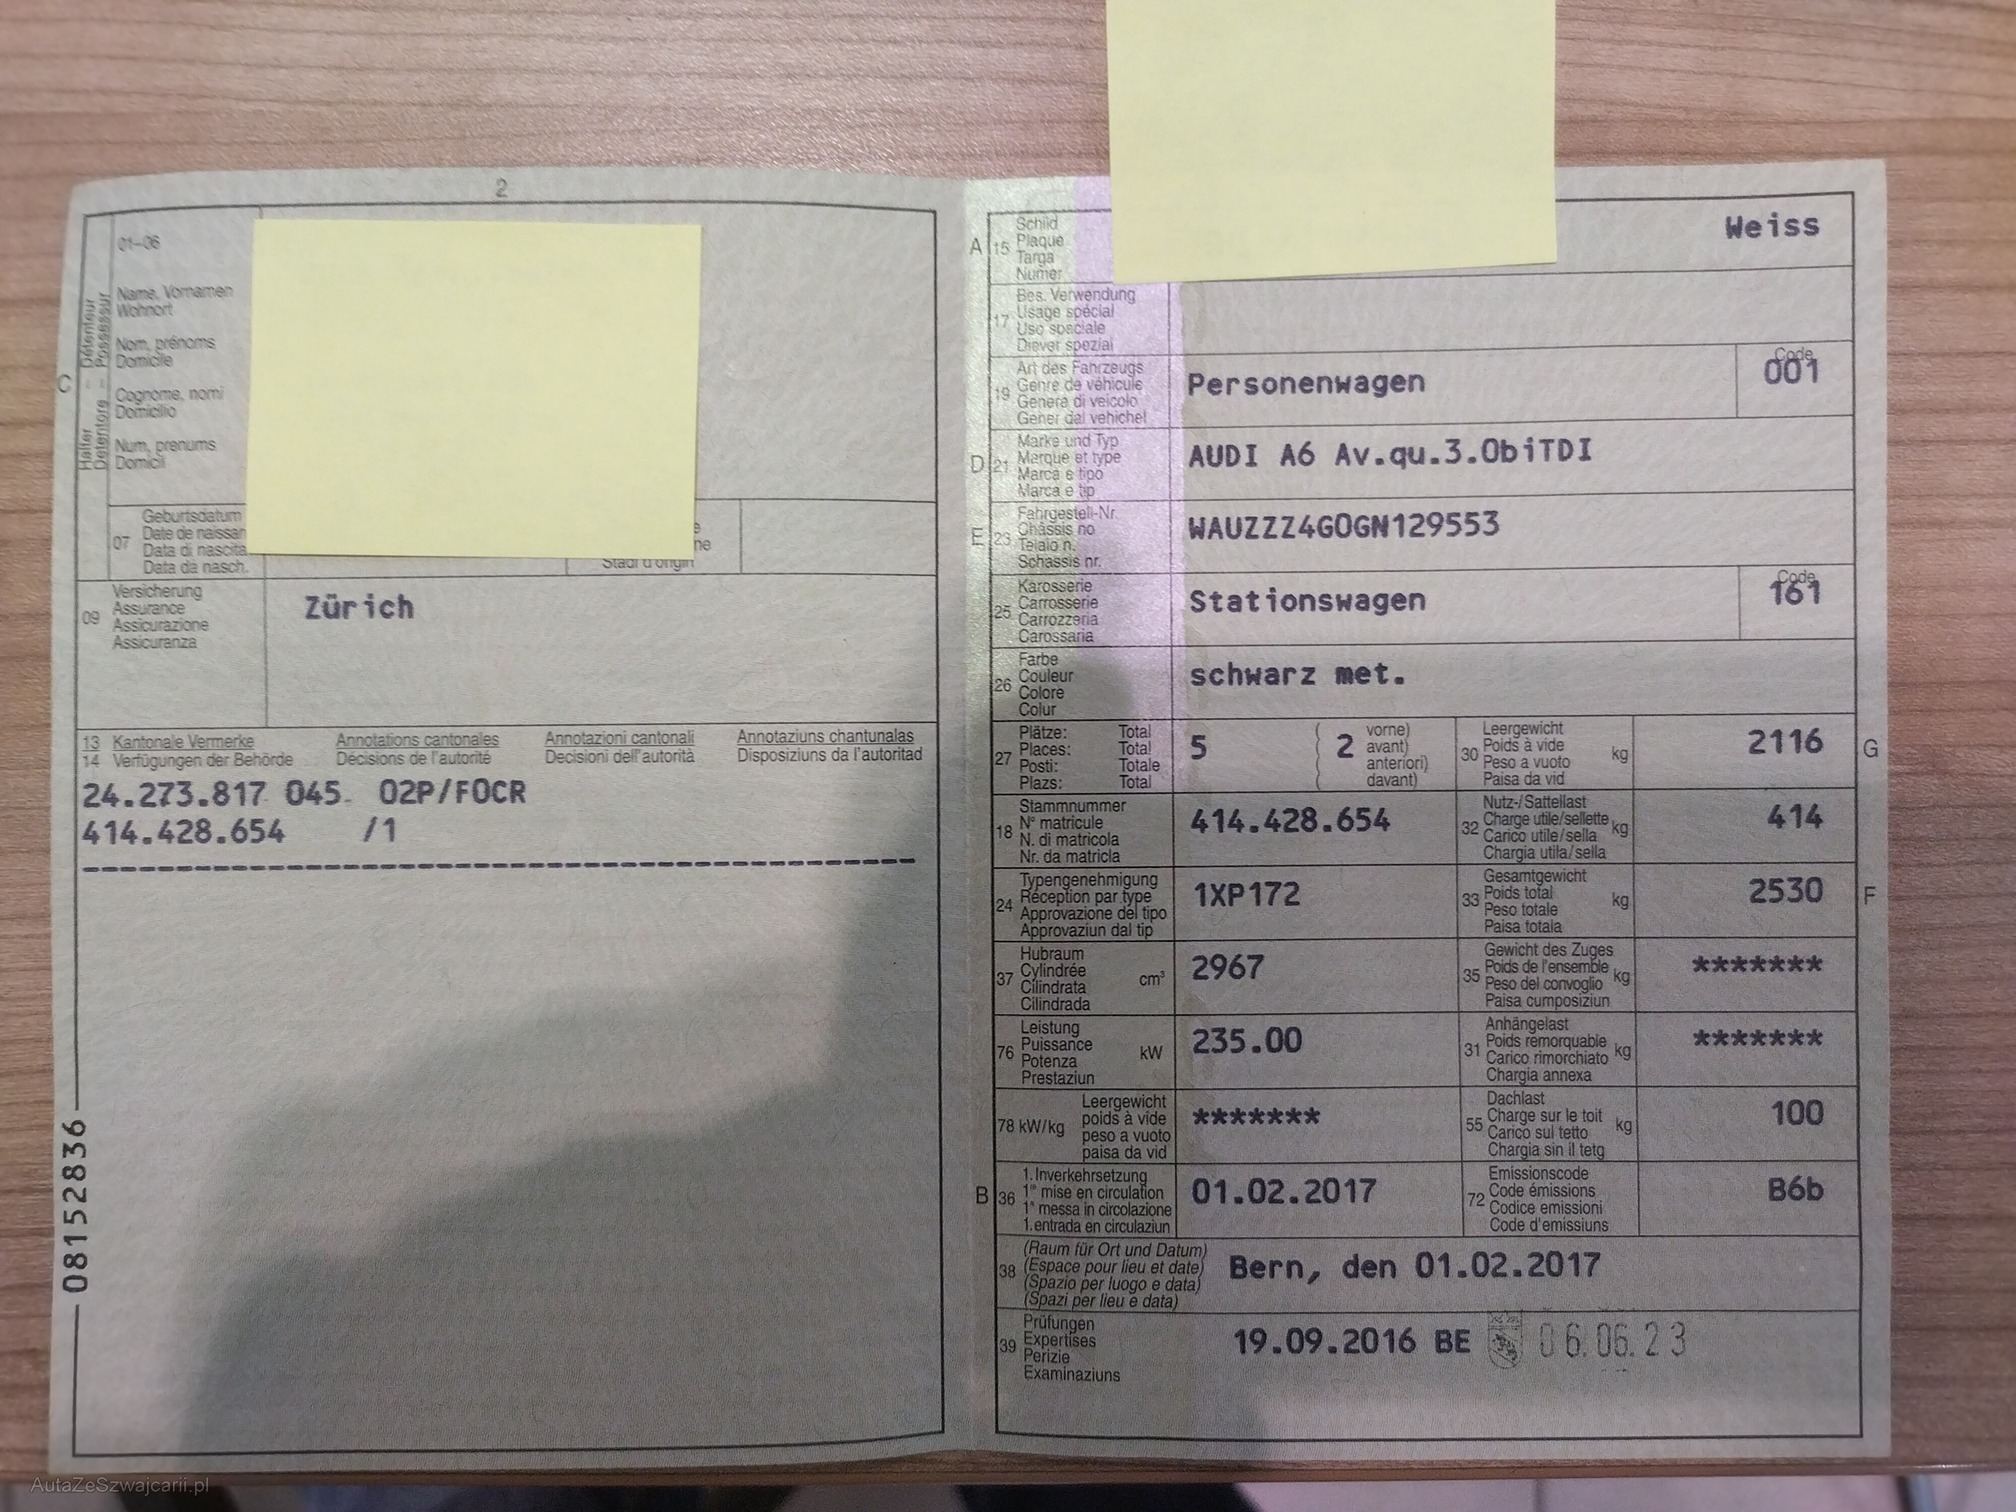 2
01-06
Name, Vornamen
Wohnort
Nom, prénoms
Domicile
Cognome, nomi
Domicilio
Num, prenums
Domicil
C
Halter – Détenteur
Detentore – Possessur
07
Geburtsdatum
Date de naissan
Data di nascita
Data da nasch.
e
ne
Stadi d'origin
09
Versicherung
Assurance
Assicurazione
Assicuranza
Zürich
13 Kantonale Vermerke Annotations cantonales Annotazioni cantonali Annotaziuns chantunalas
14 Verfügungen der Behörde Décisions de l'autorité Decisioni dell'autorità Disposiziuns da l'autoritad
24.273.817 045 02P/FOCR
414.428.654 /1
08152836
A 15
Schild
Plaque
Targa
Numer
Weiss
17
Bes. Verwendung
Usage spécial
Uso speciale
Diever spezial
19
Art des Fahrzeugs
Genre de véhicule
Genere di veicolo
Gener dal vehichel
Personenwagen
Code
001
D 21
Marke und Typ
Marque et type
Marca e tipo
Marca e tip
AUDI A6 Av.qu.3.0biTDI
E 23
Fahrgestell-Nr.
Châssis no
Telaio n.
Schassis nr.
WAUZZZ4G0GN129553
25
Karosserie
Carrosserie
Carrozzeria
Carossaria
Stationswagen
Code
161
26
Farbe
Couleur
Colore
Colur
schwarz met.
27
Plätze: Total
Places: Total
Posti: Totale
Plazs: Total
5
2
vorne)
avant)
anteriori)
davant)
30
Leergewicht
Poids à vide kg
Peso a vuoto
Paisa da vid
2116
G
18
Stammnummer
N° matricule
N. di matricola
Nr. da matricla
414.428.654
32
Nutz-/Sattellast
Charge utile/sellette kg
Carico utile/sella
Chargia utila/sella
414
24
Typengenehmigung
Réception par type
Approvazione del tipo
Approvaziun dal tip
1XP172
33
Gesamtgewicht
Poids total kg
Peso totale
Paisa totala
2530
F
37
Hubraum
Cylindrée cm³
Cilindrata
Cilindrada
2967
35
Gewicht des Zuges
Poids de l'ensemble kg
Peso del convoglio
Paisa cumposiziun
*******
76
Leistung
Puissance kW
Potenza
Prestaziun
235.00
31
Anhängelast
Poids remorquable kg
Carico rimorchiato
Chargia annexa
*******
78 kW/kg
Leergewicht
poids à vide
peso a vuoto
paisa da vid
*******
55
Dachlast
Charge sur le toit kg
Carico sul tetto
Chargia sin il tetg
100
B 36
1. Inverkehrsetzung
1re mise en circulation
1a messa in circolazione
1. entrada en circulaziun
01.02.2017
72
Emissionscode
Code émissions
Codice emissioni
Code d'emissiuns
B6b
38
(Raum für Ort und Datum)
(Espace pour lieu et date)
(Spazio per luogo e data)
(Spazi per lieu e data)
Bern, den 01.02.2017
39
Prüfungen
Expertises
Perizie
Examinaziuns
19.09.2016 BE 06.06.23
AutaZeSzwajcarii.pl